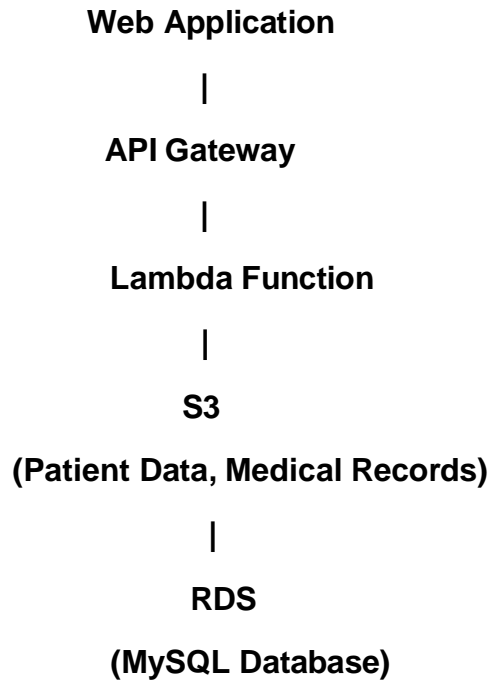 Web Application
|
API Gateway
|
Lambda Function
|
S3
(Patient Data, Medical Records)
|
RDS
(MySQL Database)